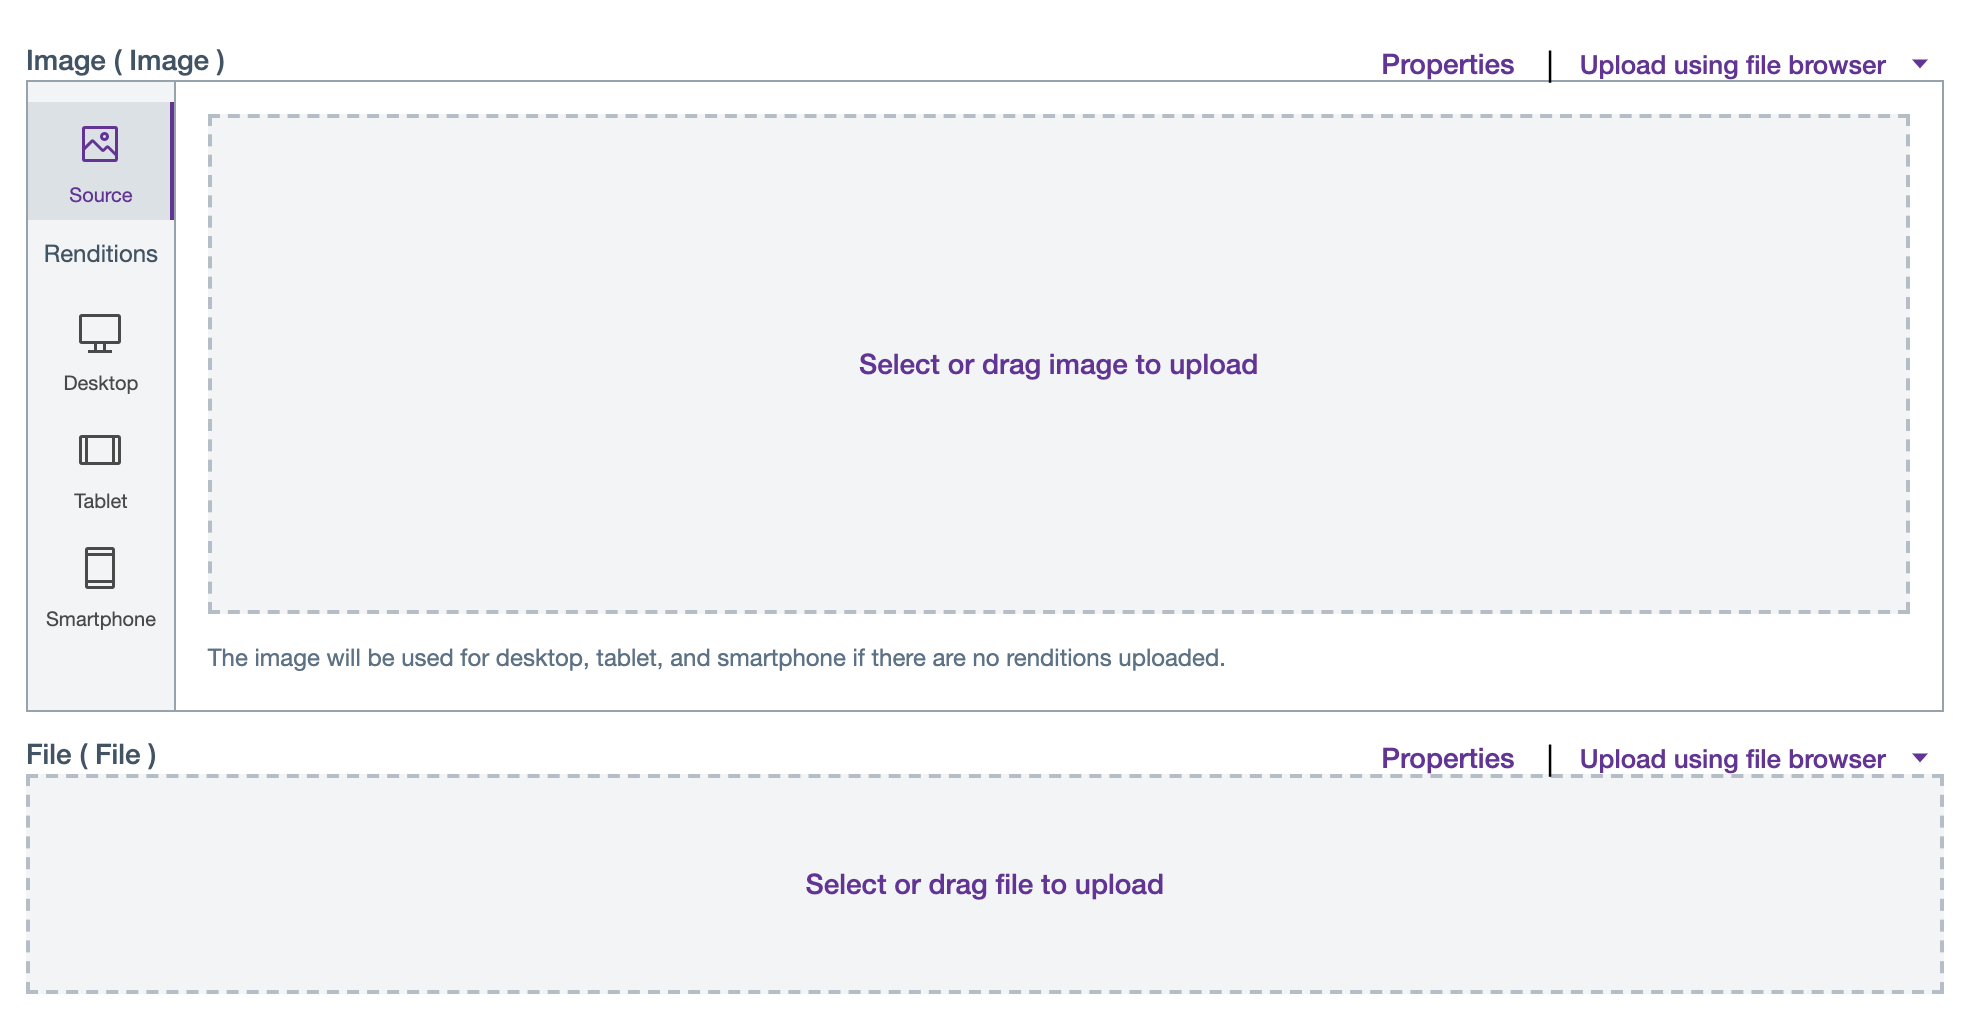 Image ( Image )
Properties | Upload using file browser
Source
Renditions
Desktop
Tablet
Smartphone
Select or drag image to upload
The image will be used for desktop, tablet, and smartphone if there are no renditions uploaded.
File ( File )
Properties | Upload using file browser
Select or drag file to upload